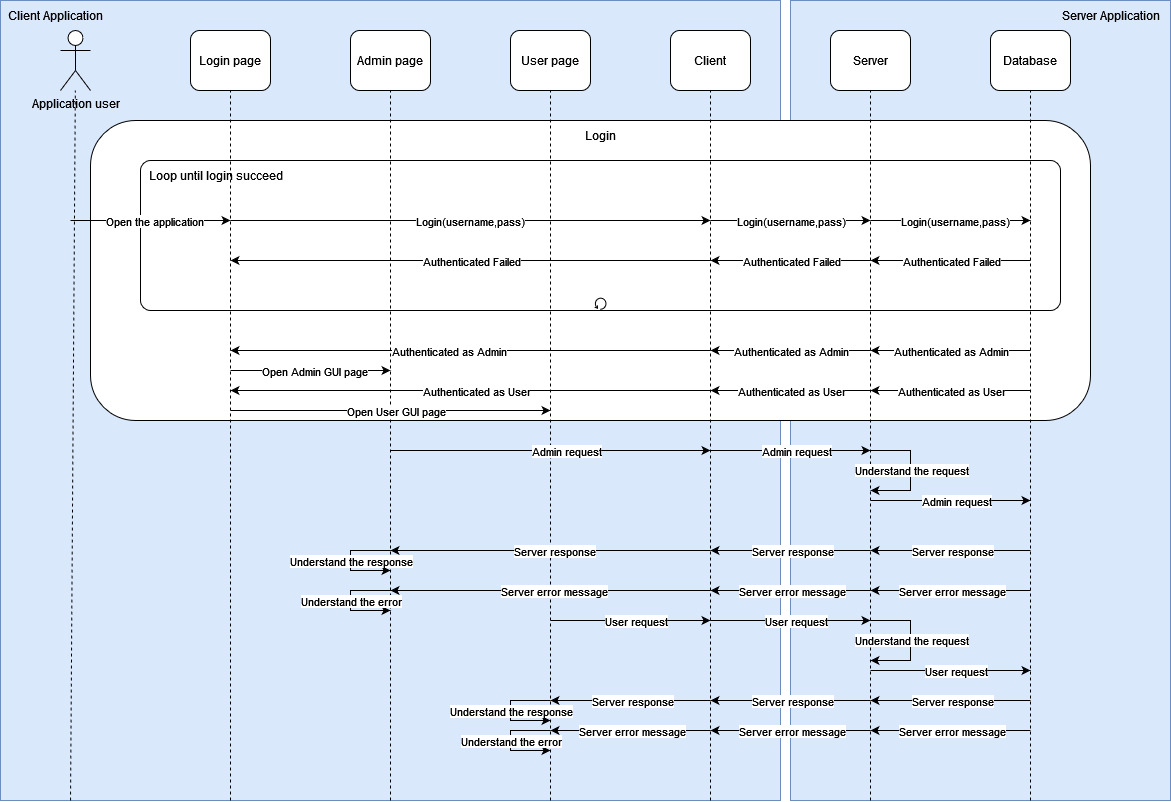 Client Application
Server Application
Login page
Admin page
User page
Client
Server
Database
Application user
Login
Loop until login succeed
Open the application
Login(username,pass)
Login(username,pass)
Login(username,pass)
Authenticated Failed
Authenticated Failed
Authenticated Failed
Authenticated as Admin
Authenticated as Admin
Authenticated as Admin
Open Admin GUI page
Authenticated as User
Authenticated as User
Authenticated as User
Open User GUI page
Admin request
Admin request
Understand the request
Admin request
Server response
Server response
Server response
Understand the response
Server error message
Server error message
Server error message
Understand the error
User request
User request
Understand the request
User request
Server response
Server response
Server response
Understand the response
Server error message
Server error message
Server error message
Understand the error